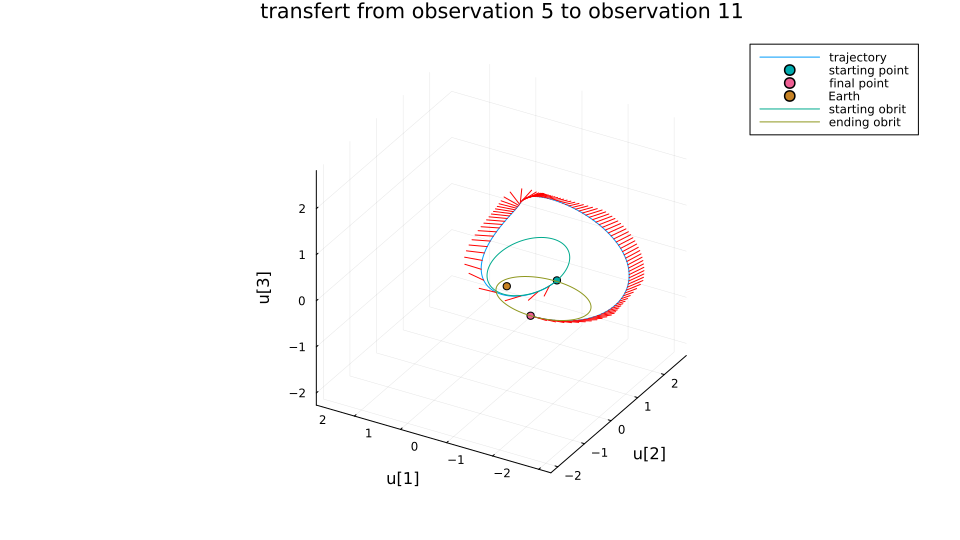 transfert from observation 5 to observation 11
trajectory
starting point
final point
Earth
starting obrit
ending obrit
u[3]
2
1
0
−1
−2
2
1
0
−1
−2
u[1]
−2
−1
0
1
2
u[2]